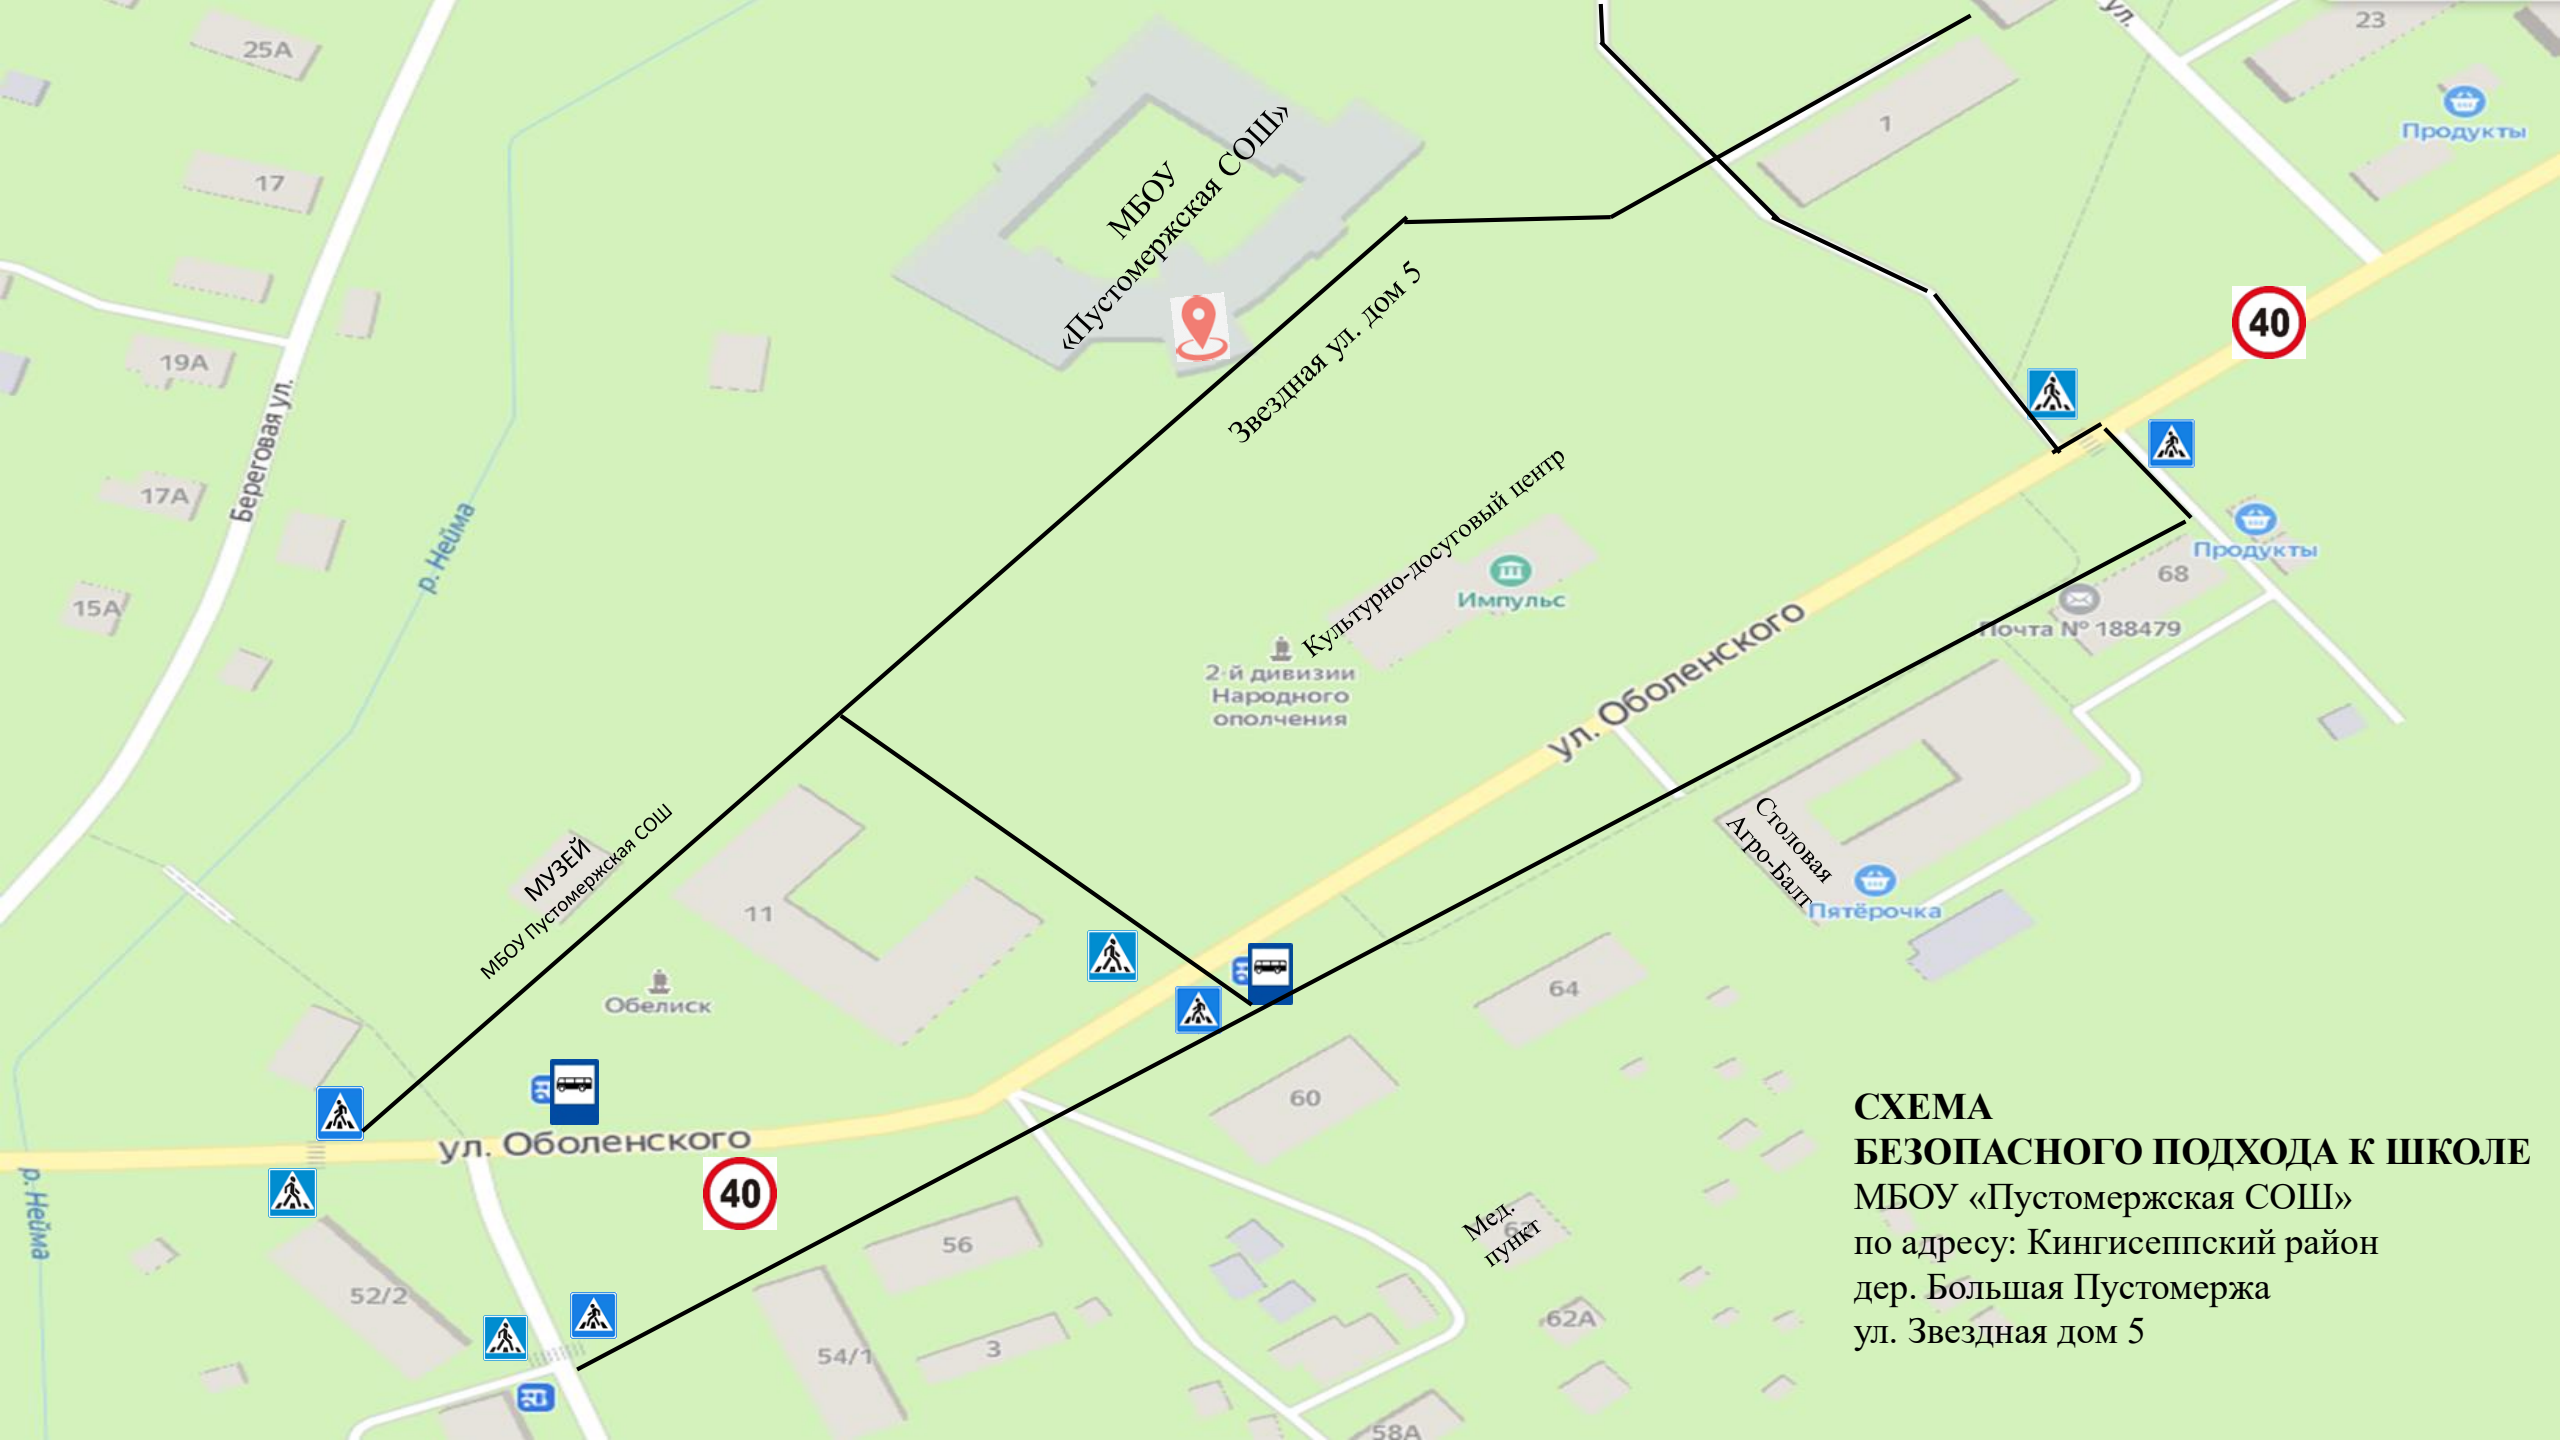 25А
ул.
23
Продукты
1
17
МБОУ
«Пустомержская СОШ»
Звездная ул. дом 5
40
19А
Береговая ул.
17А
р. Нейма
15А
Культурно-досуговый центр
Импульс
2-й дивизии
Народного
ополчения
Продукты
68
Почта № 188479
ул. Оболенского
МУЗЕЙ
МБОУ Пустомержская СОШ
11
Столовая
Агро-Балт
Пятёрочка
Обелиск
64
60
ул. Оболенского
40
р. Нейма
56
52/2
54/1
3
Мед.
пункт
62А
58А
СХЕМА
БЕЗОПАСНОГО ПОДХОДА К ШКОЛЕ
МБОУ «Пустомержская СОШ»
по адресу: Кингисеппский район
дер. Большая Пустомержа
ул. Звездная дом 5